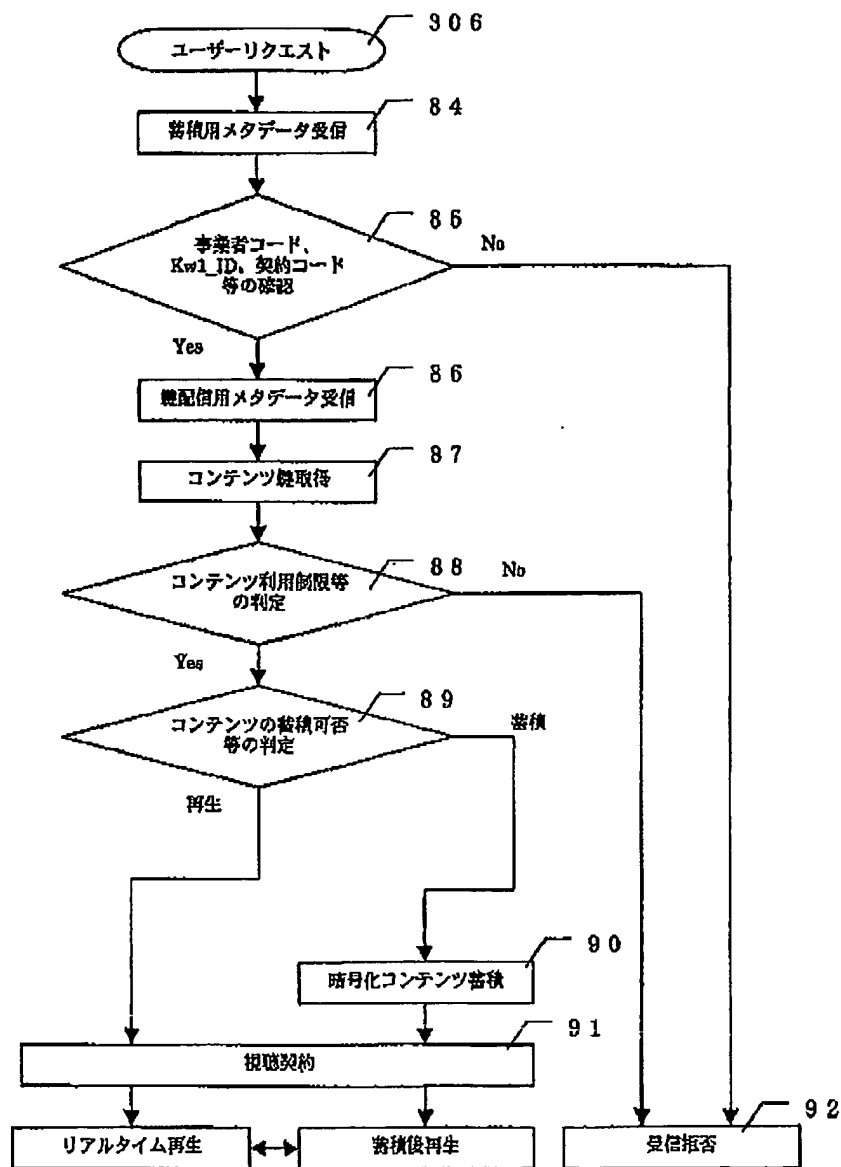 306
ユーザーリクエスト
84
蓄積用メタデータ受信
85
事業者コード、
Kw1_ID、契約コード
等の確認
No
Yes
86
鍵配信用メタデータ受信
87
コンテンツ鍵取得
88
コンテンツ利用制限等
の判定
No
Yes
89
コンテンツの蓄積可否
等の判定
蓄積
再生
90
暗号化コンテンツ蓄積
91
視聴契約
92
リアルタイム再生
蓄積後再生
受信拒否